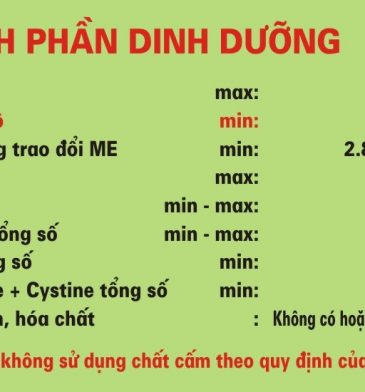 H PHẦN DINH DƯỠNG
max:
min:
g trao đổi ME min: 2.8
max:
min - max:
ổng số min - max:
g số min:
e + Cystine tổng số min:
n, hóa chất : Không có hoặ
không sử dụng chất cấm theo quy định của